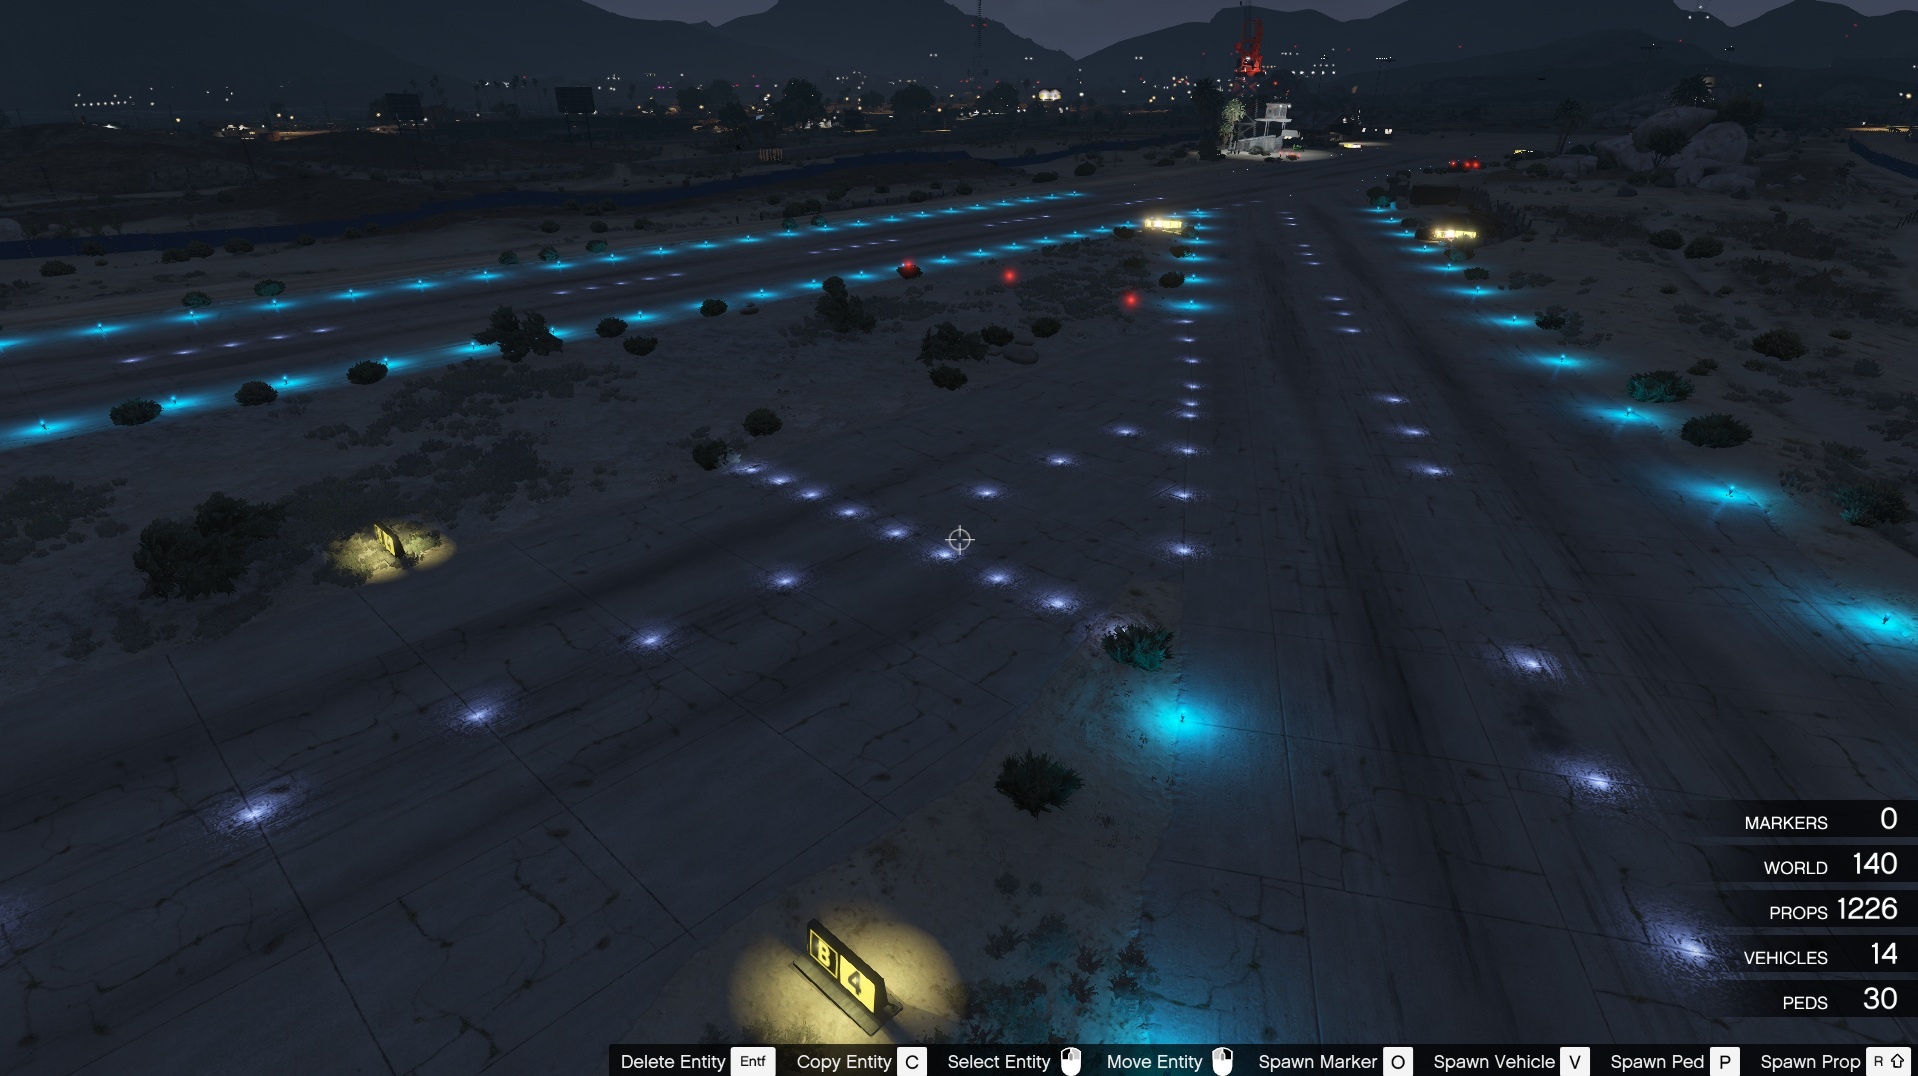 B 4
MARKERS 0
WORLD 140
PROPS 1226
VEHICLES 14
PEDS 30
Delete Entity Entf Copy Entity C Select Entity Move Entity Spawn Marker O Spawn Vehicle V Spawn Ped P Spawn Prop R